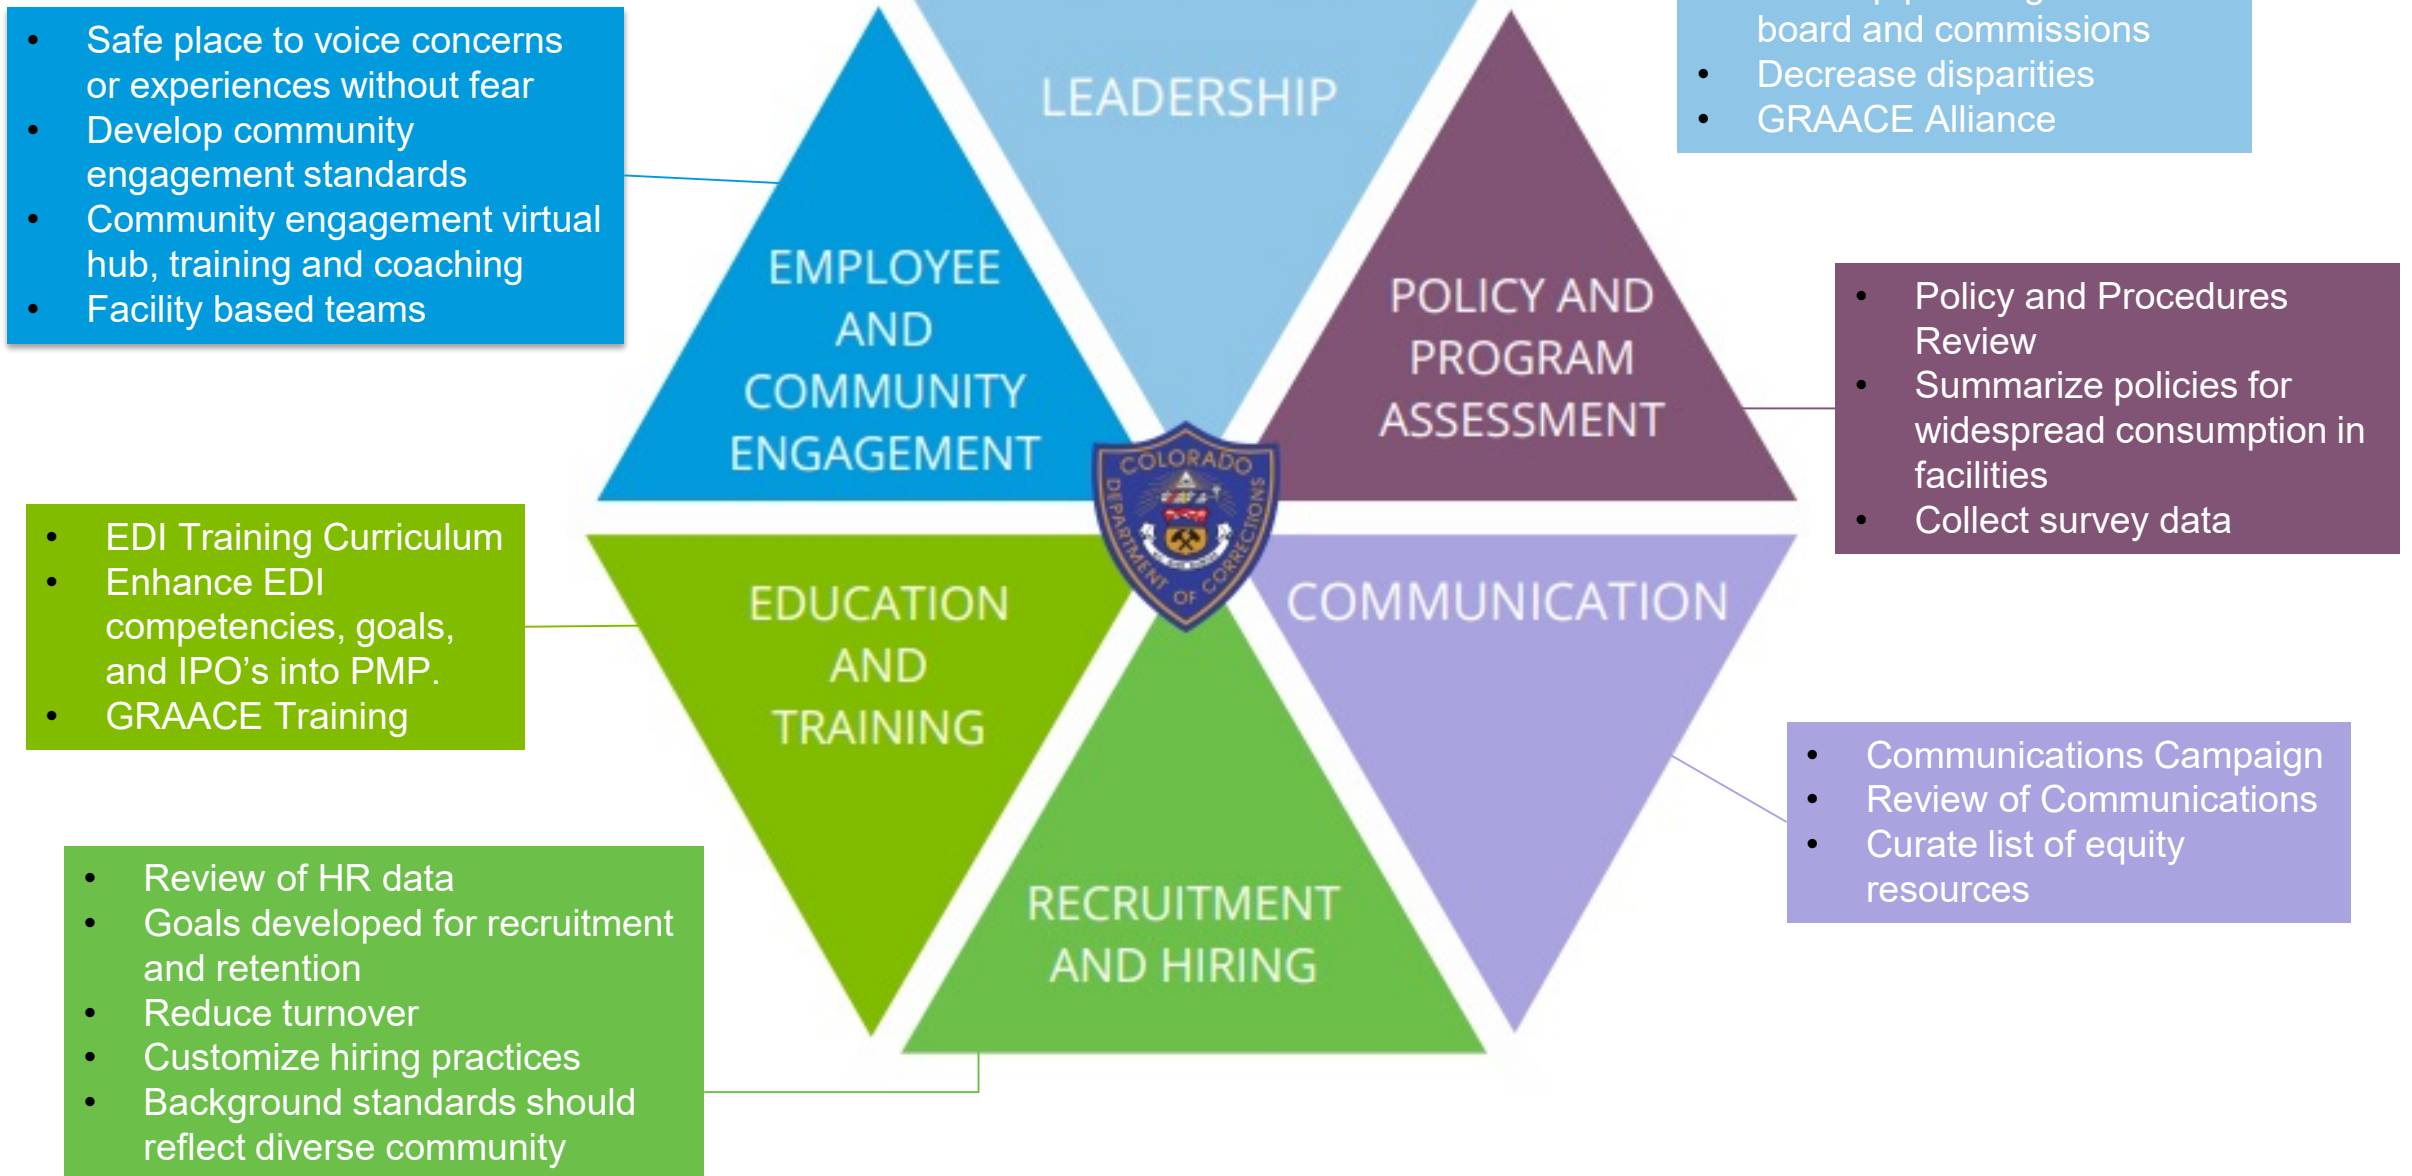 • Safe place to voice concerns
or experiences without fear
• Develop community
engagement standards
• Community engagement virtual
hub, training and coaching
• Facility based teams
LEADERSHIP
board and commissions
• Decrease disparities
• GRAACE Alliance
EMPLOYEE
AND
COMMUNITY
ENGAGEMENT
POLICY AND
PROGRAM
ASSESSMENT
• Policy and Procedures
Review
• Summarize policies for
widespread consumption in
facilities
• Collect survey data
COLORADO
DEPARTMENT OF CORRECTIONS
• EDI Training Curriculum
• Enhance EDI
competencies, goals,
and IPO’s into PMP.
• GRAACE Training
EDUCATION
AND
TRAINING
COMMUNICATION
• Communications Campaign
• Review of Communications
• Curate list of equity
resources
RECRUITMENT
AND HIRING
• Review of HR data
• Goals developed for recruitment
and retention
• Reduce turnover
• Customize hiring practices
• Background standards should
reflect diverse community